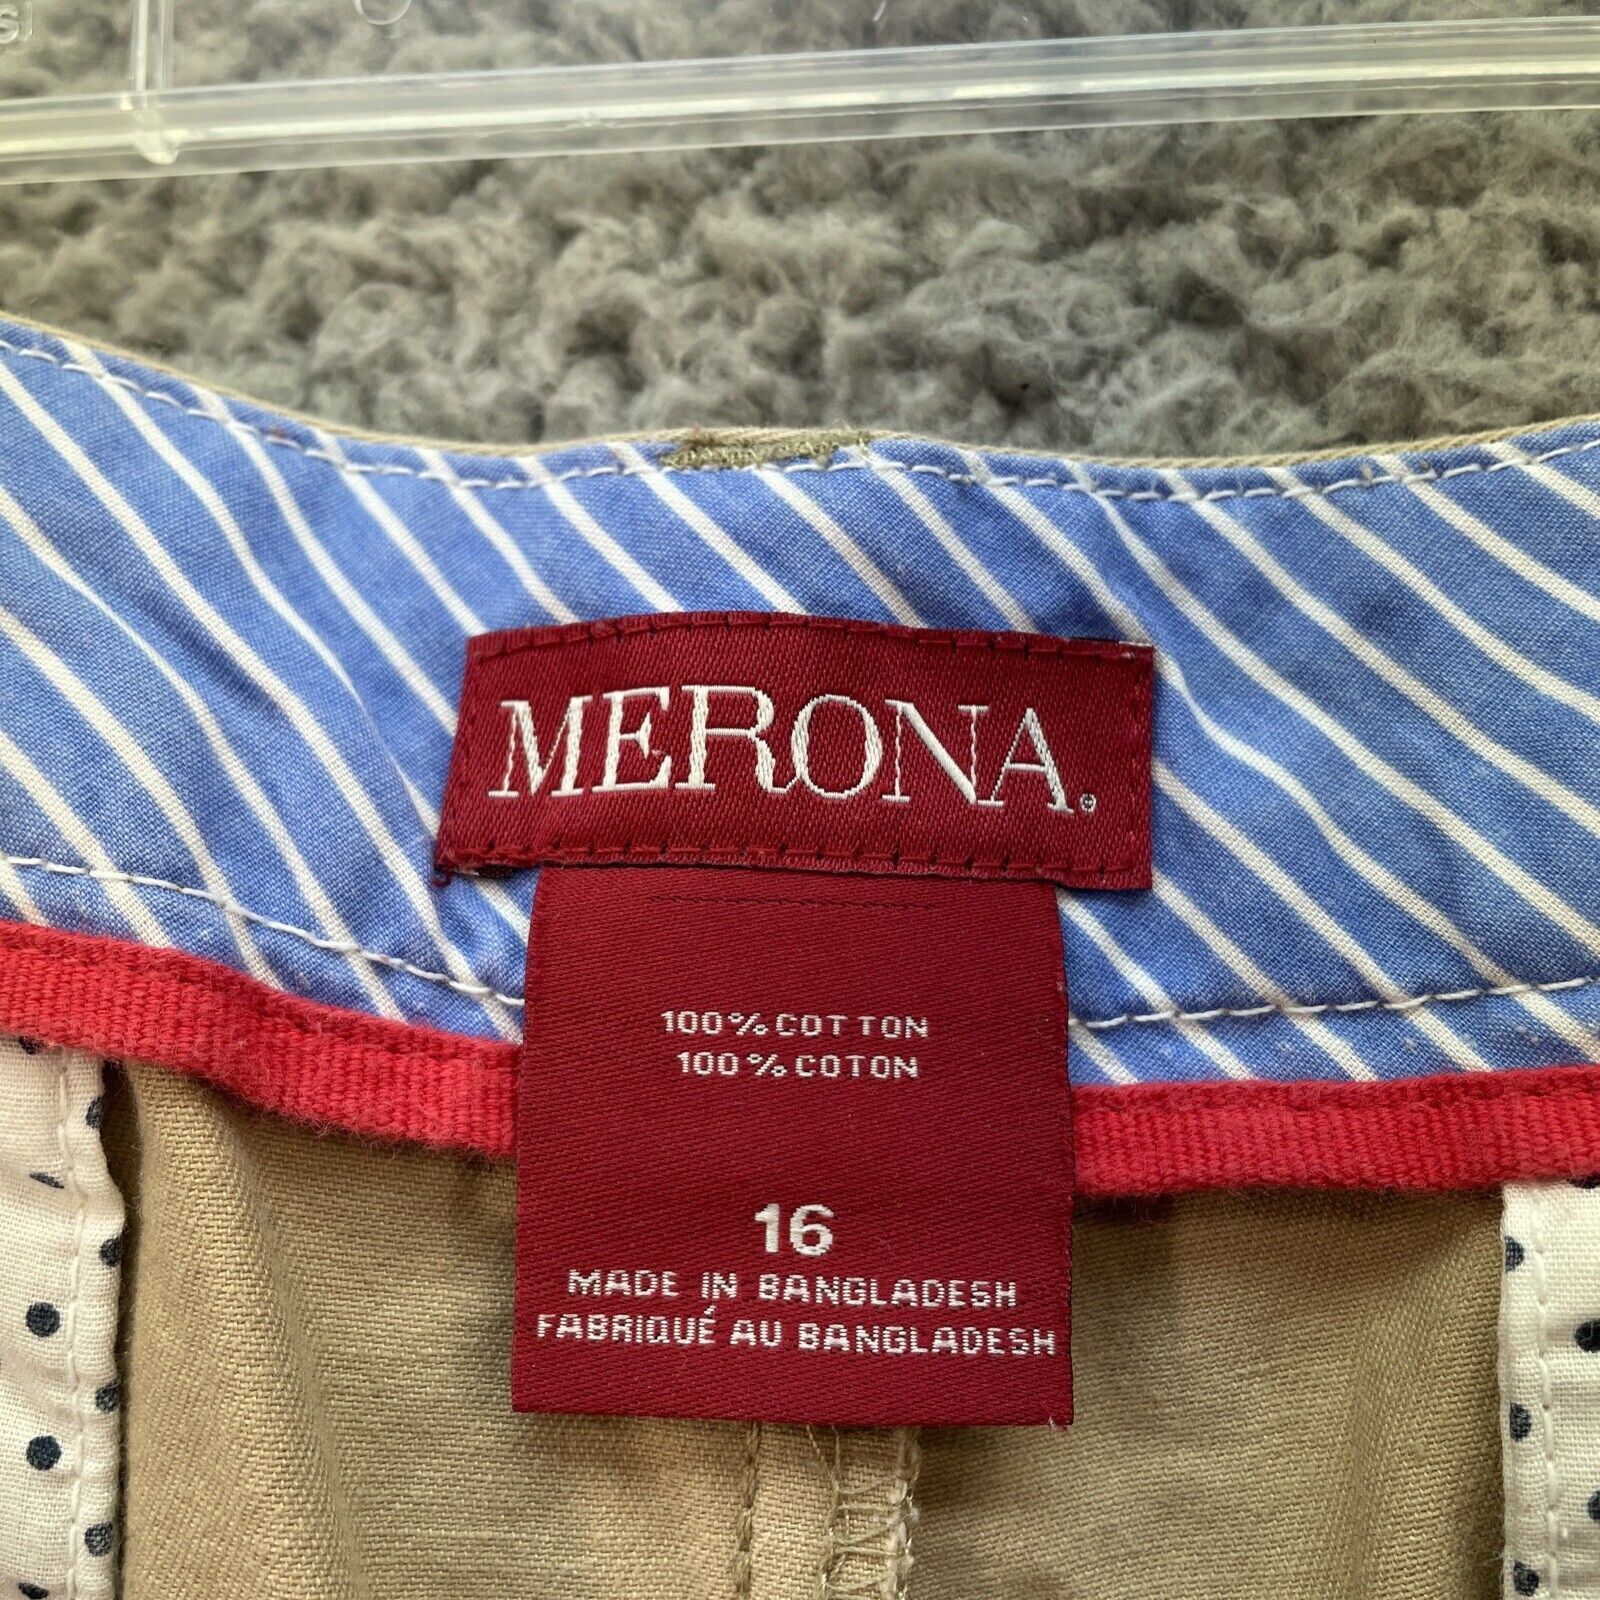 MERONA®
100% COTTON
100% COTON
16
MADE IN BANGLADESH
FABRIQUÉ AU BANGLADESH